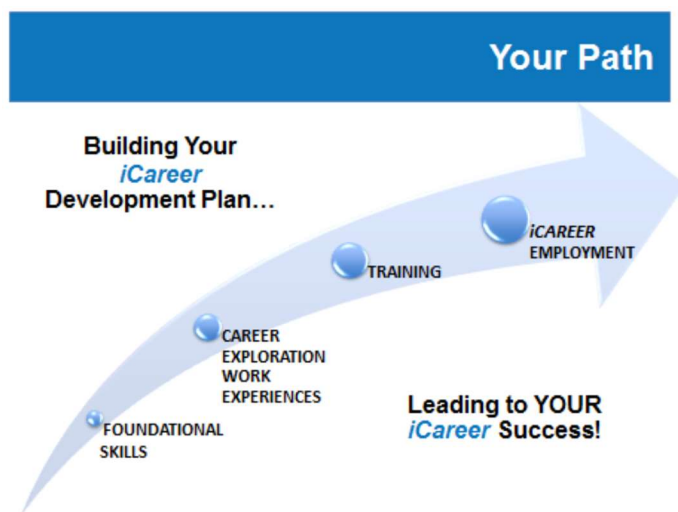 Your Path
Building Your
iCareer
Development Plan…
iCAREER
EMPLOYMENT
TRAINING
CAREER
EXPLORATION
WORK
EXPERIENCES
FOUNDATIONAL
SKILLS
Leading to YOUR
iCareer Success!